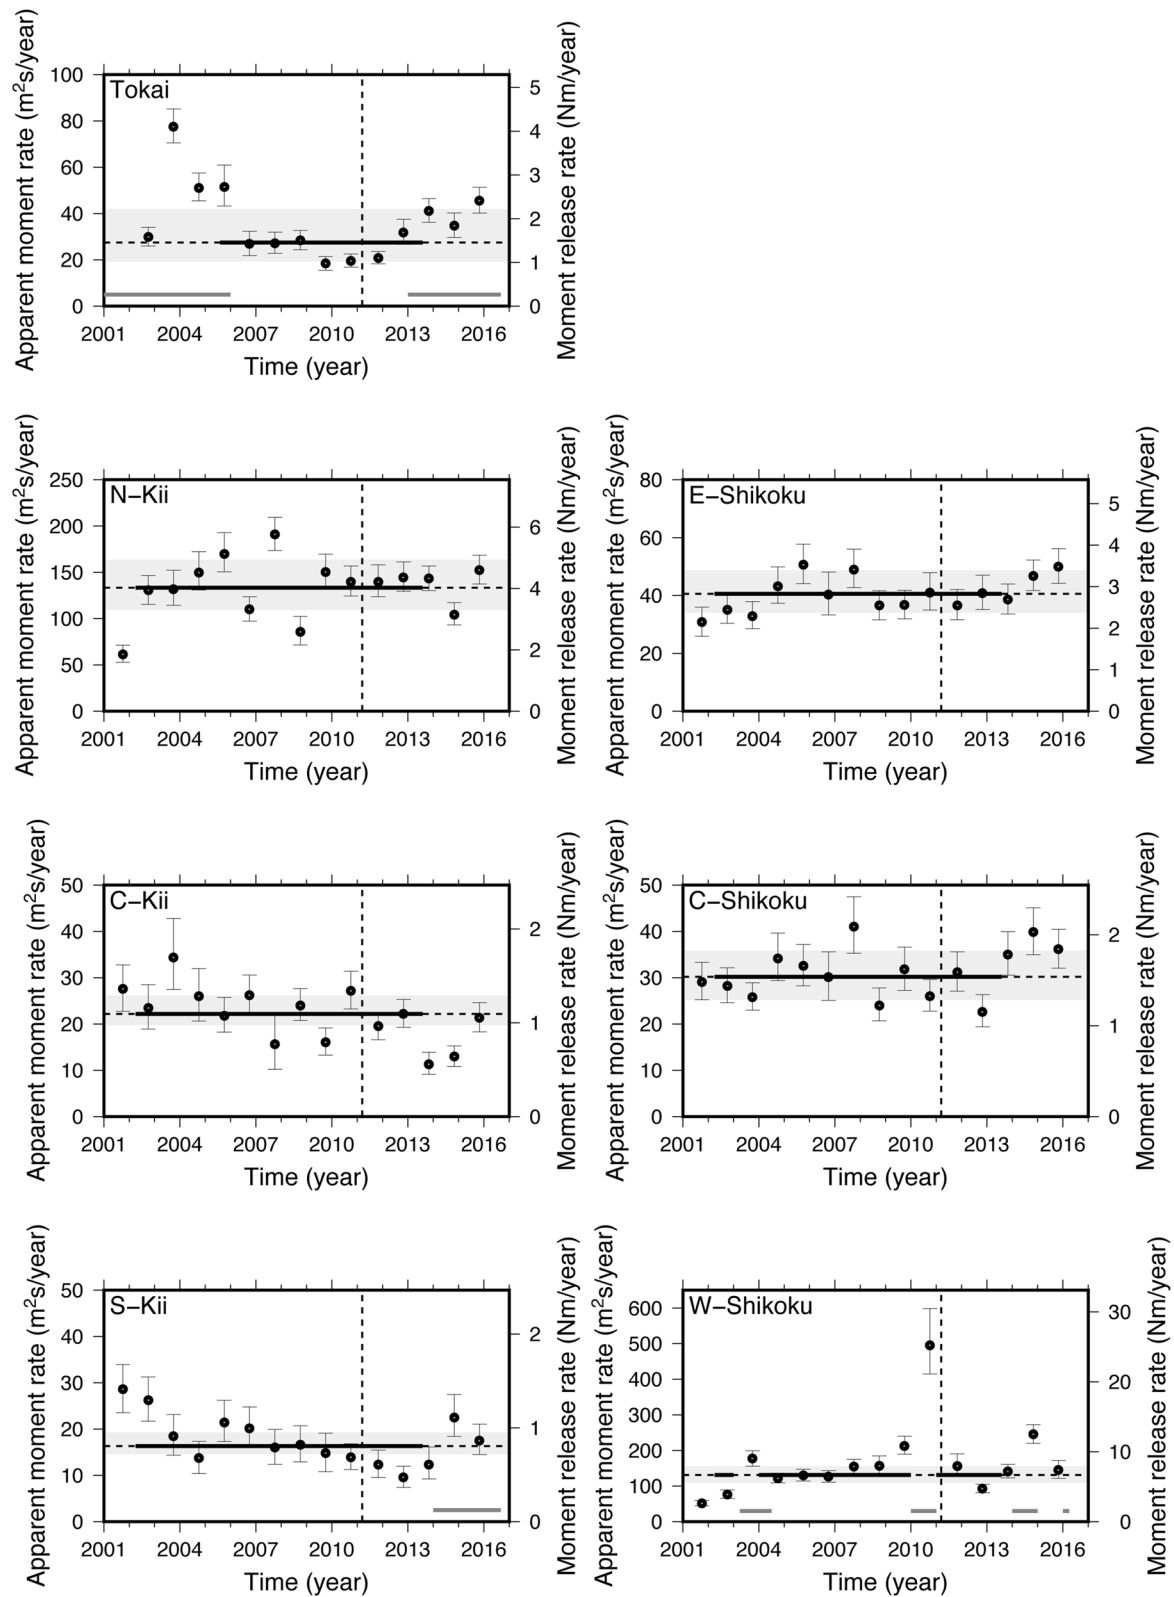 Tokai
Apparent moment rate (m²s/year)
100
80
60
40
20
0
Moment release rate (Nm/year)
5
4
3
2
1
0
2001 2004 2007 2010 2013 2016
Time (year)
N–Kii
Apparent moment rate (m²s/year)
250
200
150
100
50
0
Moment release rate (Nm/year)
6
4
2
0
2001 2004 2007 2010 2013 2016
Time (year)
E–Shikoku
Apparent moment rate (m²s/year)
80
60
40
20
0
Moment release rate (Nm/year)
5
4
3
2
1
0
2001 2004 2007 2010 2013 2016
Time (year)
C–Kii
Apparent moment rate (m²s/year)
50
40
30
20
10
0
Moment release rate (Nm/year)
2
1
0
2001 2004 2007 2010 2013 2016
Time (year)
C–Shikoku
Apparent moment rate (m²s/year)
50
40
30
20
10
0
Moment release rate (Nm/year)
2
1
0
2001 2004 2007 2010 2013 2016
Time (year)
S–Kii
Apparent moment rate (m²s/year)
50
40
30
20
10
0
Moment release rate (Nm/year)
2
1
0
2001 2004 2007 2010 2013 2016
Time (year)
W–Shikoku
Apparent moment rate (m²s/year)
600
500
400
300
200
100
0
Moment release rate (Nm/year)
30
20
10
0
2001 2004 2007 2010 2013 2016
Time (year)